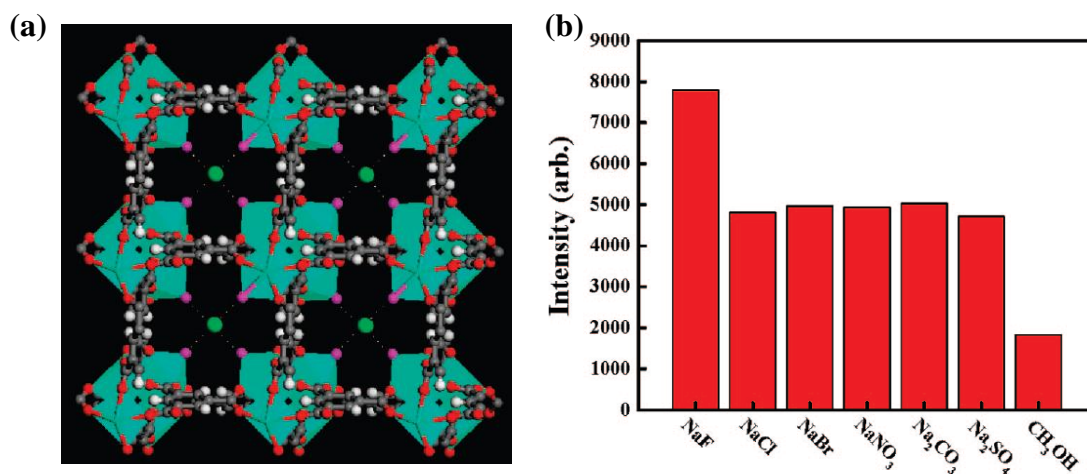 (a)
(b)
9000
8000
7000
6000
5000
4000
3000
2000
1000
0
Intensity (arb.)
NaF
NaCl
NaBr
NaNO₃
Na₂CO₃
Na₂SO₄
CH₃OH